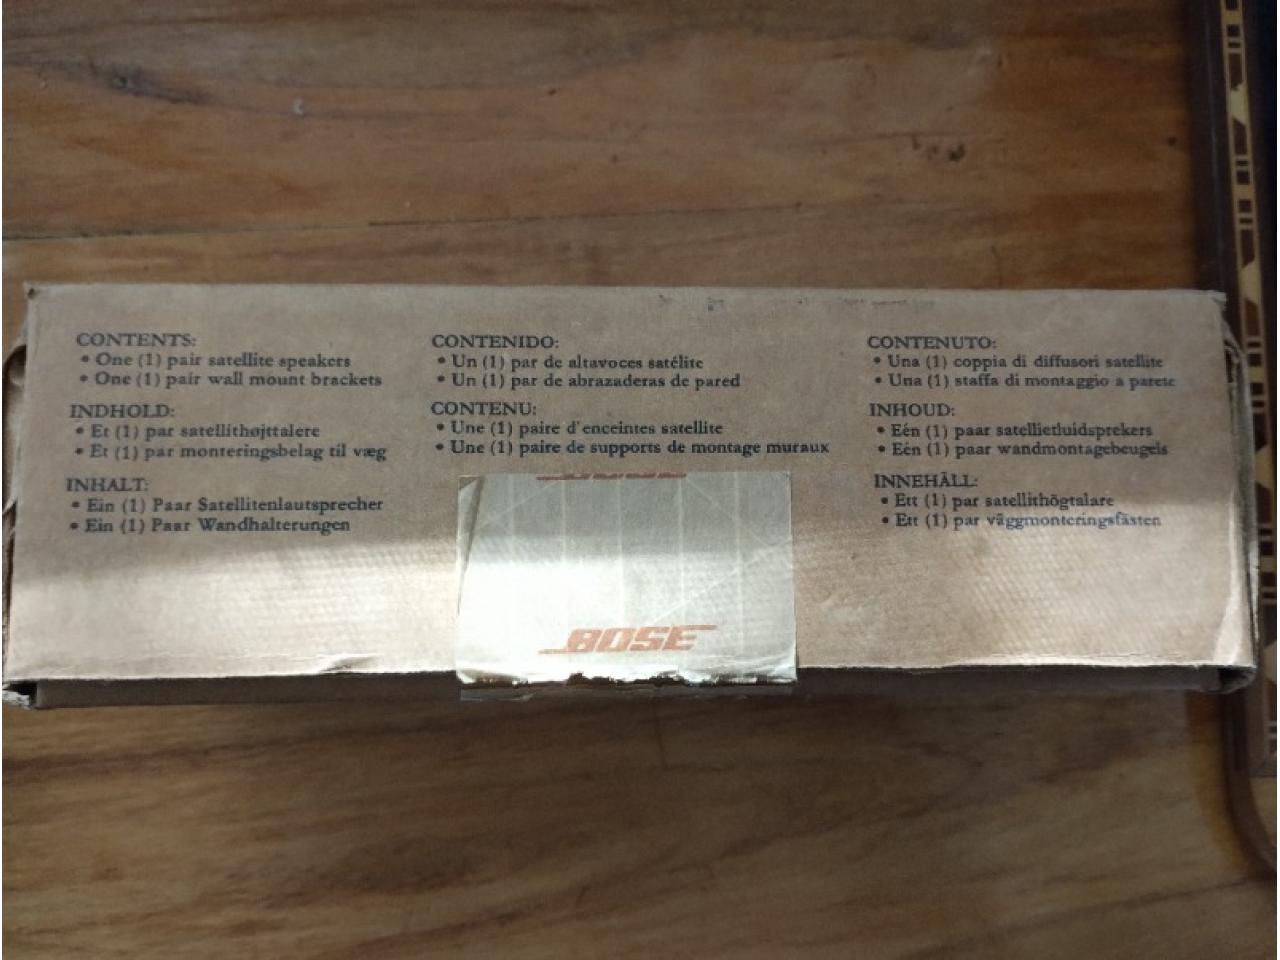 CONTENTS:
• One (1) pair satellite speakers
• One (1) pair wall mount brackets
INDHOLD:
• Et (1) par satellithøjttalere
• Et (1) par monteringsbelag til væg
INHALT:
• Ein (1) Paar Satellitenlautsprecher
• Ein (1) Paar Wandhalterungen
CONTENIDO:
• Un (1) par de altavoces satélite
• Un (1) par de abrazaderas de pared
CONTENU:
• Une (1) paire d'enceintes satellite
• Une (1) paire de supports de montage muraux
CONTENUTO:
• Una (1) coppia di diffusori satellite
• Una (1) staffa di montaggio a parete
INHOUD:
• Eén (1) paar satellietluidsprekers
• Eén (1) paar wandmontagebeugels
INNEHÅLL:
• Ett (1) par satellithögtalare
• Ett (1) par väggmonteringsfästen
BOSE
BOSE